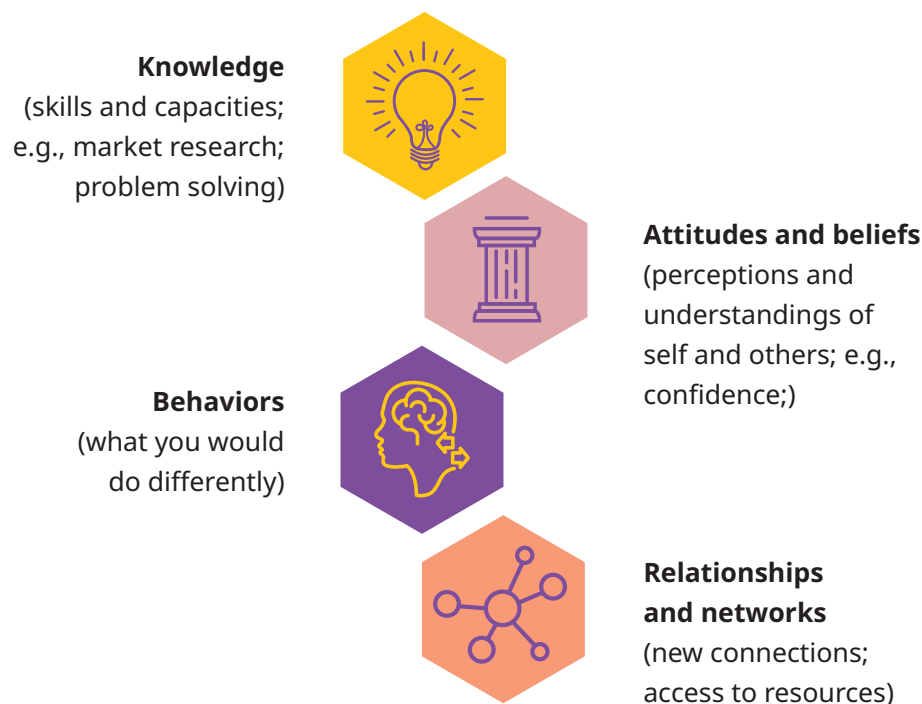 Knowledge
(skills and capacities;
e.g., market research;
problem solving)
Attitudes and beliefs
(perceptions and
understandings of
self and others; e.g.,
confidence;)
Behaviors
(what you would
do differently)
Relationships
and networks
(new connections;
access to resources)